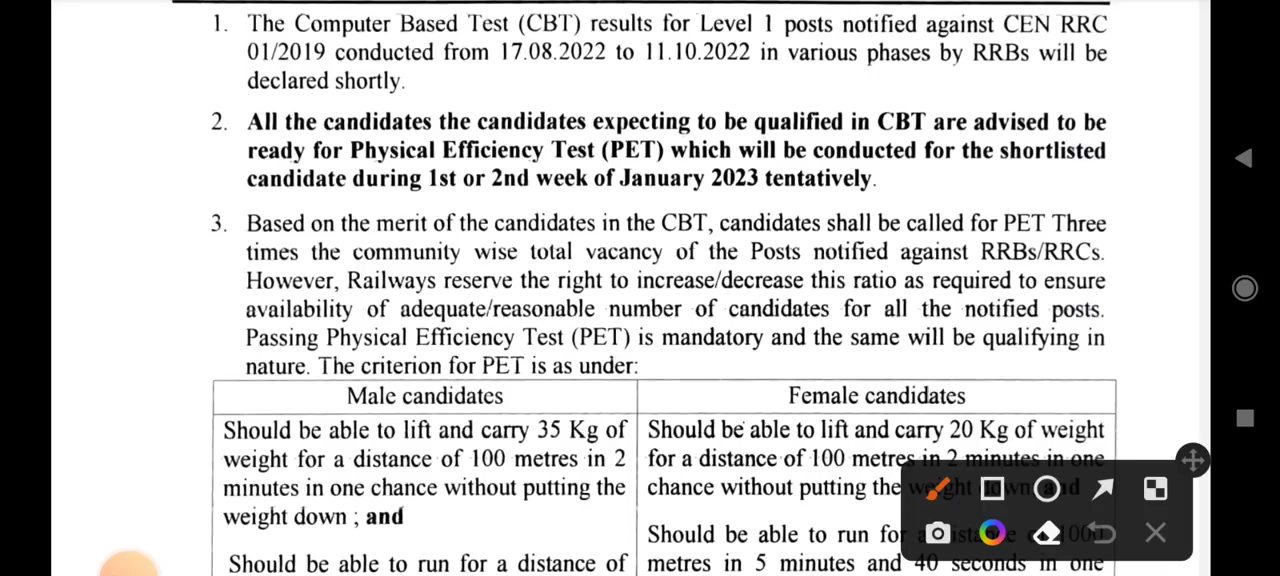 1. The Computer Based Test (CBT) results for Level 1 posts notified against CEN RRC
01/2019 conducted from 17.08.2022 to 11.10.2022 in various phases by RRBs will be
declared shortly.
2. All the candidates the candidates expecting to be qualified in CBT are advised to be
ready for Physical Efficiency Test (PET) which will be conducted for the shortlisted
candidate during 1st or 2nd week of January 2023 tentatively.
3. Based on the merit of the candidates in the CBT, candidates shall be called for PET Three
times the community wise total vacancy of the Posts notified against RRBs/RRCs.
However, Railways reserve the right to increase/decrease this ratio as required to ensure
availability of adequate/reasonable number of candidates for all the notified posts.
Passing Physical Efficiency Test (PET) is mandatory and the same will be qualifying in
nature. The criterion for PET is as under:
Male candidates
Should be able to lift and carry 35 Kg of
weight for a distance of 100 metres in 2
minutes in one chance without putting the
weight down ; and
Should be able to run for a distance of
Female candidates
Should be able to lift and carry 20 Kg of weight
for a distance of 100 metres in 2 minutes in one
chance without putting the weight down; and
Should be able to run for a distance of 1000
metres in 5 minutes and 40 seconds in one